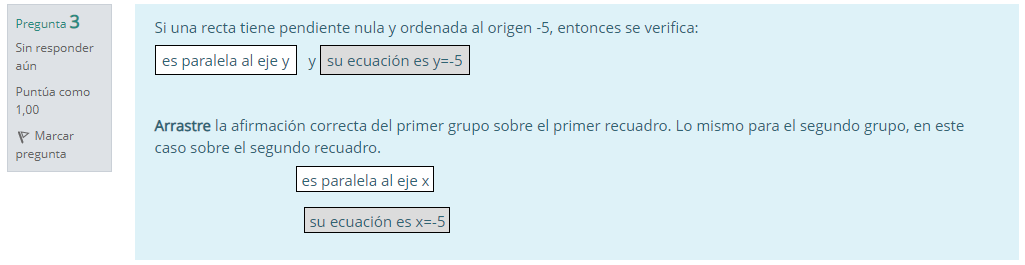 Pregunta 3
Sin responder
aún
Puntúa como
1,00
Marcar
pregunta
Si una recta tiene pendiente nula y ordenada al origen -5, entonces se verifica:
es paralela al eje y y su ecuación es y=-5
Arrastre la afirmación correcta del primer grupo sobre el primer recuadro. Lo mismo para el segundo grupo, en este
caso sobre el segundo recuadro.
es paralela al eje x
su ecuación es x=-5